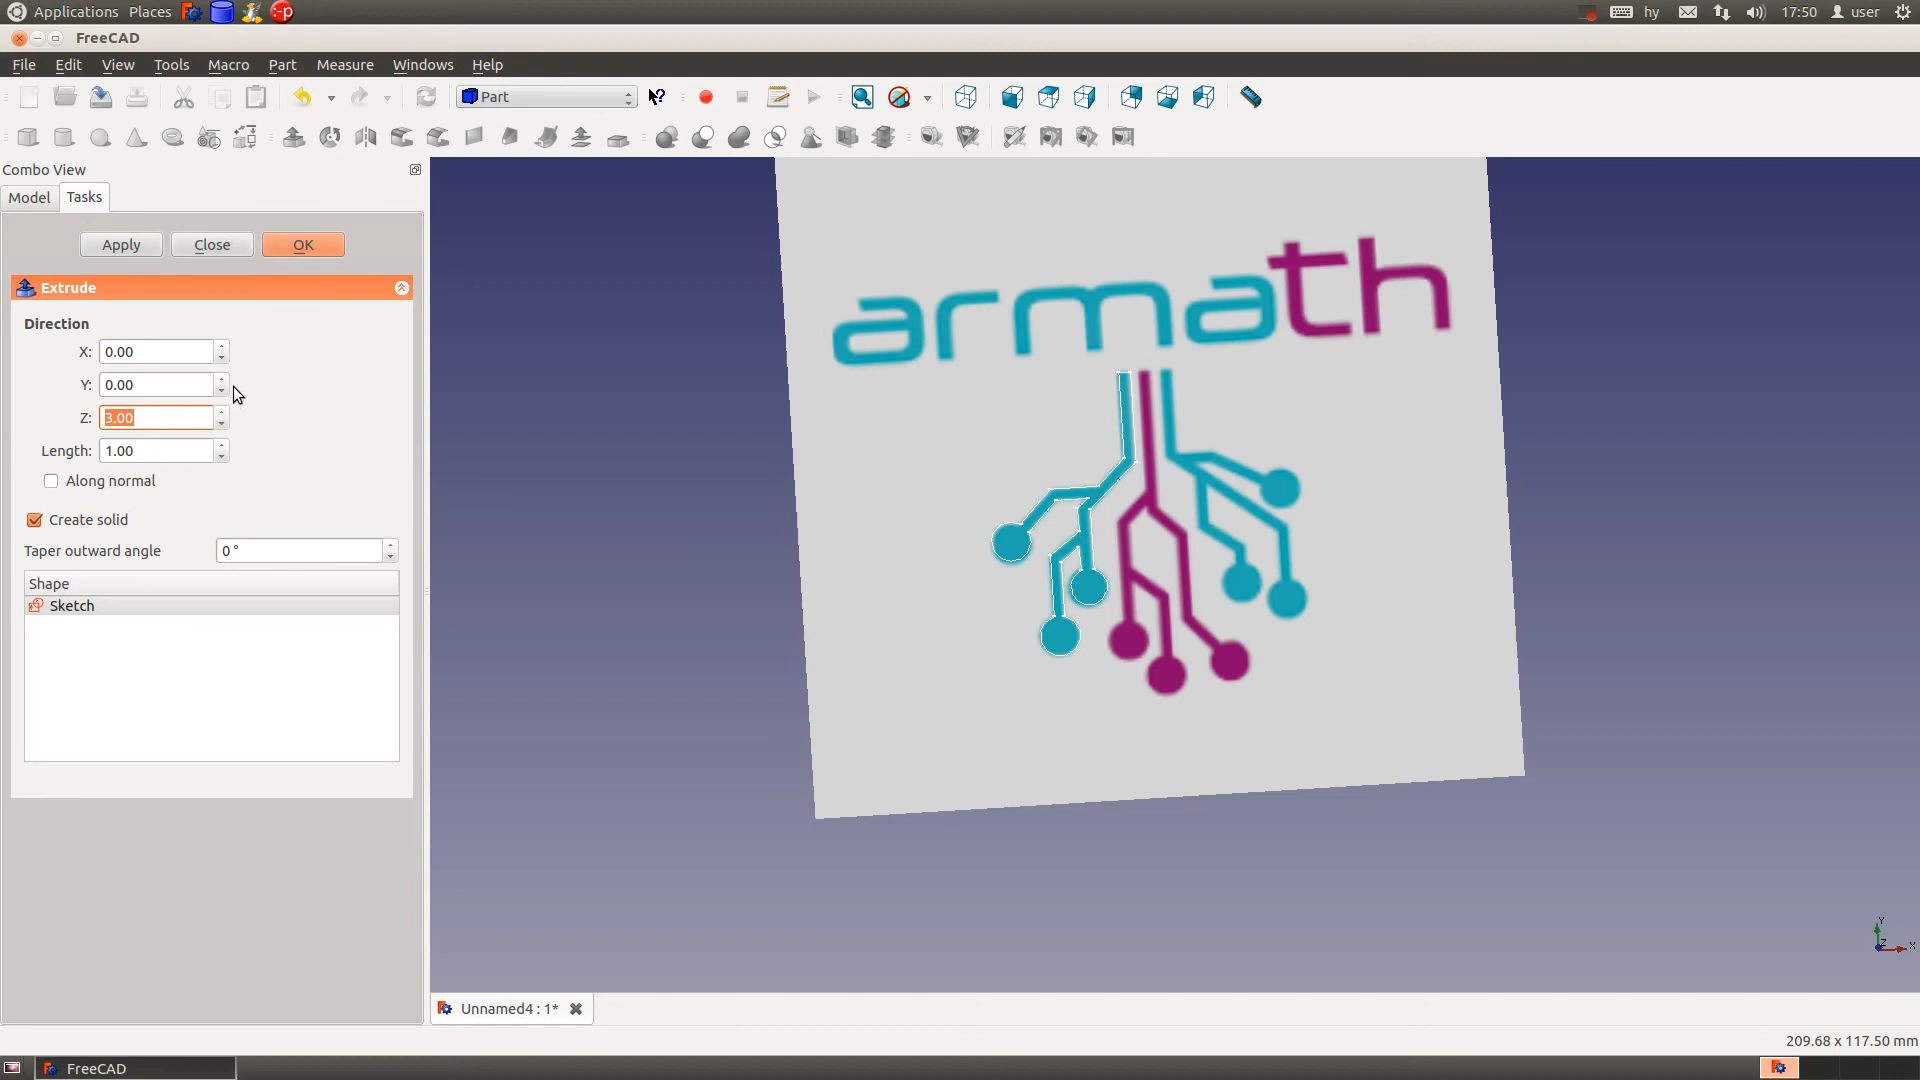 Applications Places hy 17:50 user
FreeCAD
File Edit View Tools Macro Part Measure Windows Help
Part
Combo View
Model Tasks
Apply Close OK
Extrude
Direction
X: 0.00
Y: 0.00
Z: 3.00
Length: 1.00
Along normal
Create solid
Taper outward angle 0 °
Shape
Sketch
armath
Y
Z X
Unnamed4 : 1*
209.68 x 117.50 mm
FreeCAD